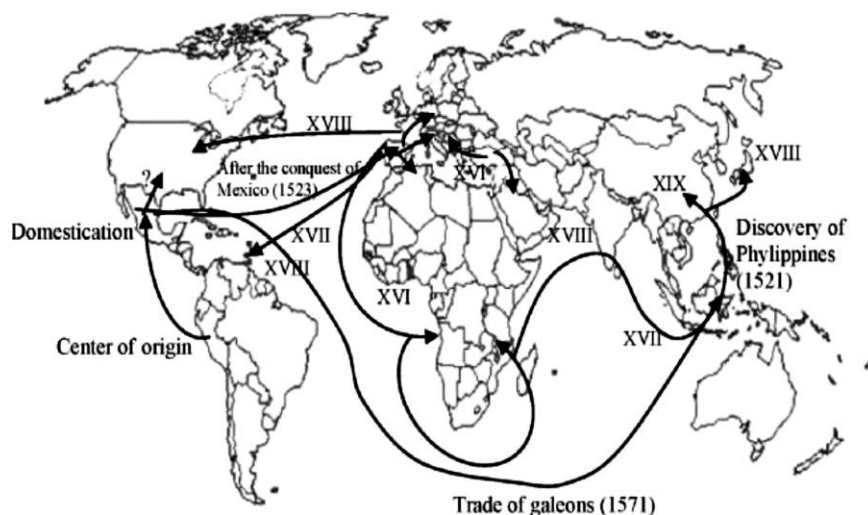 XVIII
After the conquest of
Mexico (1523)
?
XVI
XVIII
XIX
Domestication
XVII
XVIII
XVIII
Discovery of
Phylippines
(1521)
XVI
Center of origin
XVII
Trade of galeons (1571)